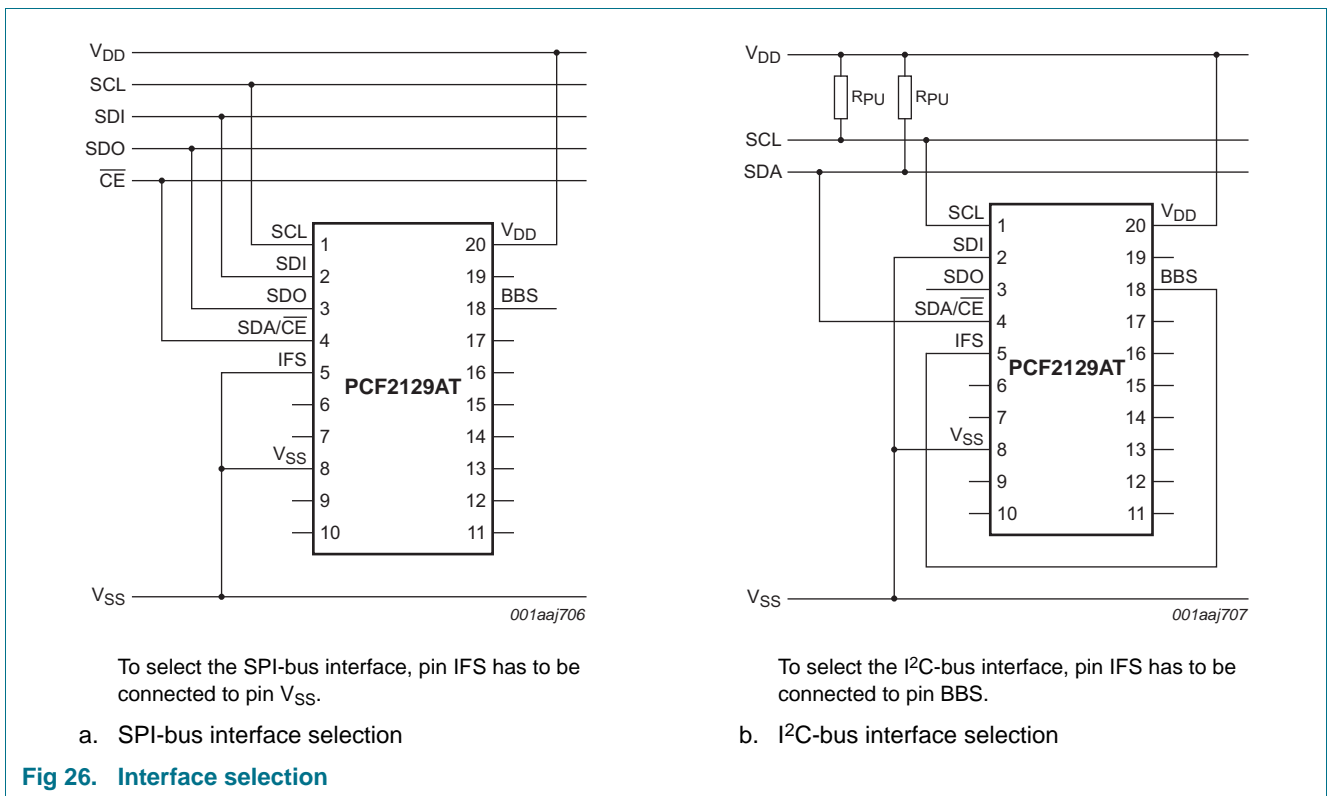 VDD
SCL
SDI
SDO
CE
SCL
1
SDI
2
SDO
3
SDA/CE
4
IFS
5
6
7
VSS
8
9
10
PCF2129AT
VDD
20
19
BBS
18
17
16
15
14
13
12
11
VSS
001aaj706
To select the SPI-bus interface, pin IFS has to be
connected to pin VSS.
a. SPI-bus interface selection
VDD
RPU
RPU
SCL
SDA
SCL
1
SDI
2
SDO
3
SDA/CE
4
IFS
5
6
7
VSS
8
9
10
PCF2129AT
VDD
20
19
BBS
18
17
16
15
14
13
12
11
VSS
001aaj707
To select the I2C-bus interface, pin IFS has to be
connected to pin BBS.
b. I2C-bus interface selection
Fig 26. Interface selection